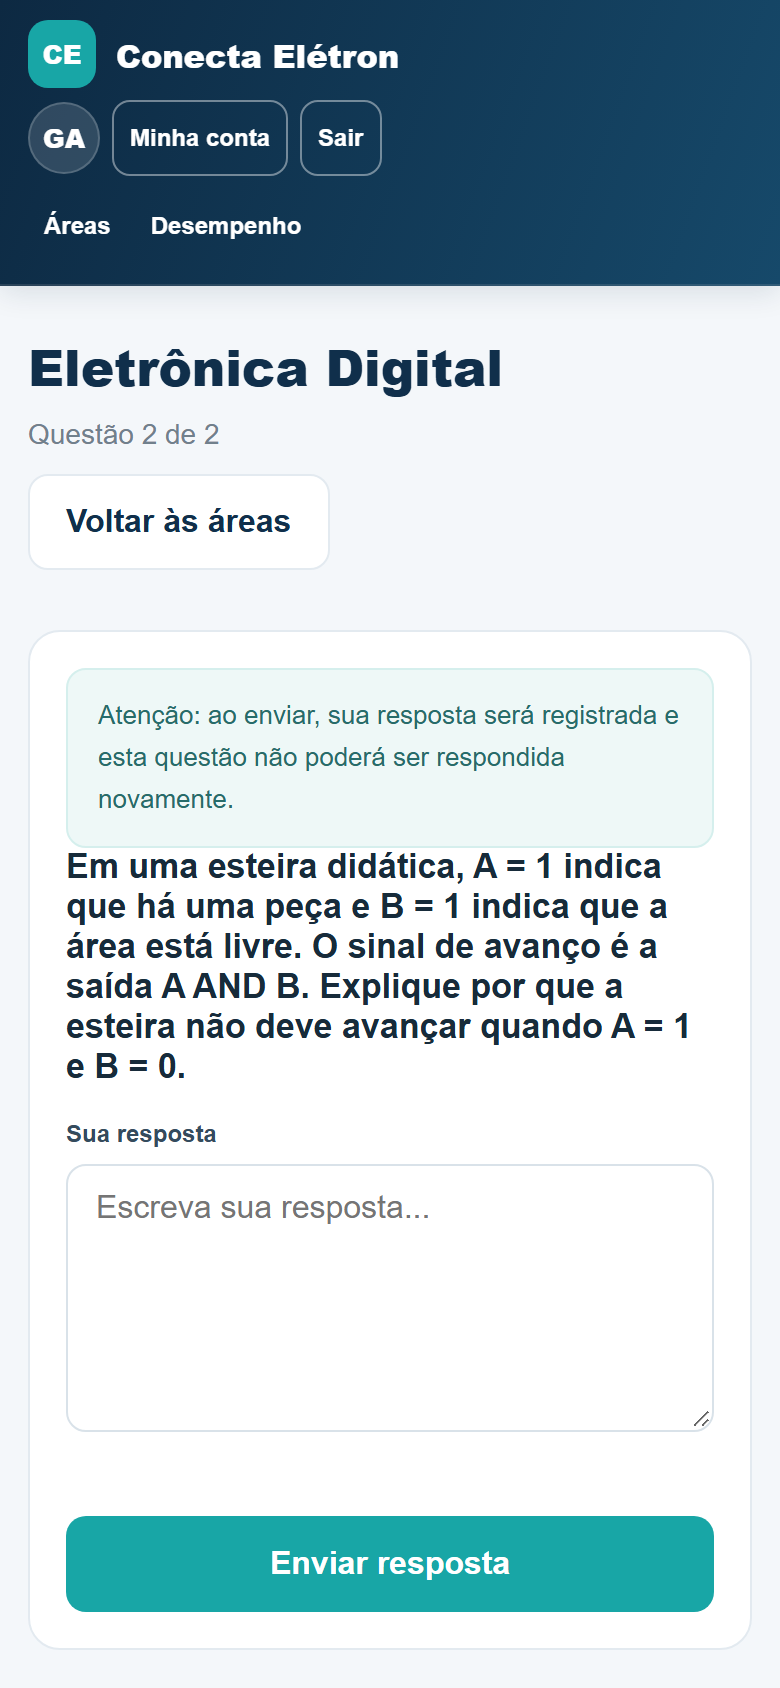 CE Conecta Elétron
GA Minha conta Sair
Áreas Desempenho
Eletrônica Digital
Questão 2 de 2
Voltar às áreas
Atenção: ao enviar, sua resposta será registrada e
esta questão não poderá ser respondida
novamente.
Em uma esteira didática, A = 1 indica
que há uma peça e B = 1 indica que a
área está livre. O sinal de avanço é a
saída A AND B. Explique por que a
esteira não deve avançar quando A = 1
e B = 0.
Sua resposta
Escreva sua resposta...
Enviar resposta